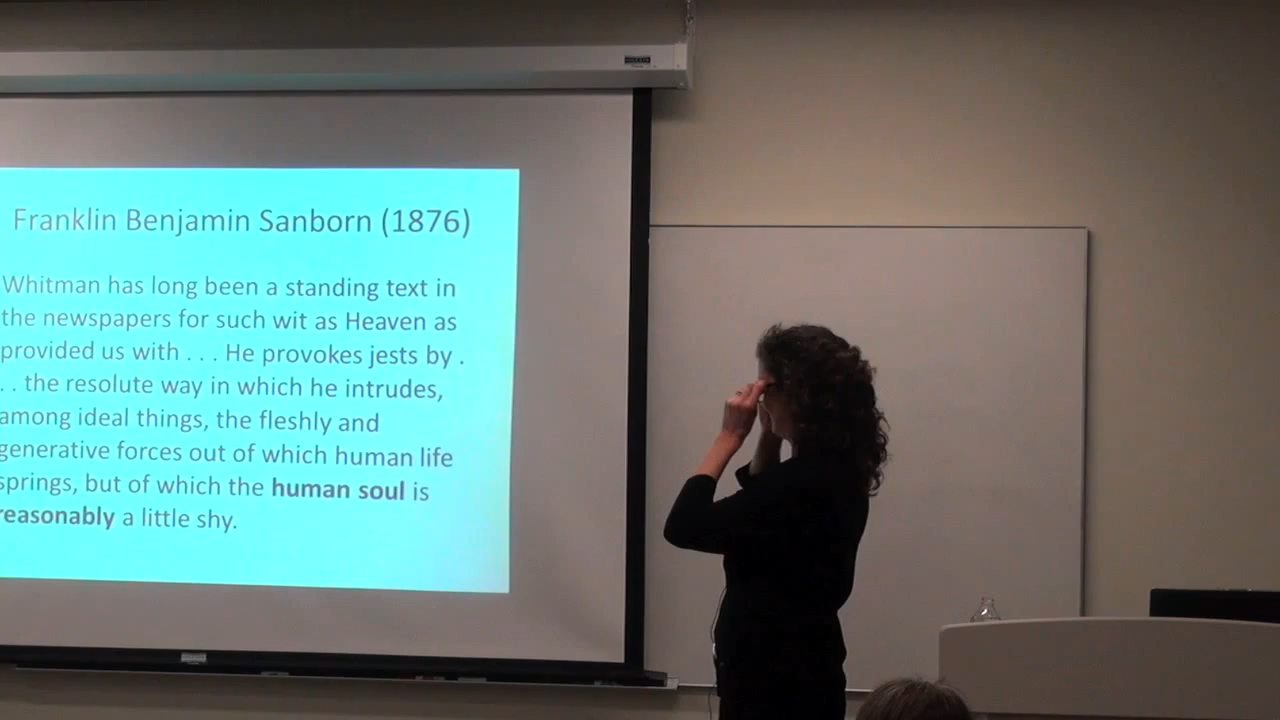 Franklin Benjamin Sanborn (1876)
Whitman has long been a standing text in
the newspapers for such wit as Heaven as
provided us with . . . He provokes jests by .
. . the resolute way in which he intrudes,
among ideal things, the fleshly and
generative forces out of which human life
springs, but of which the human soul is
reasonably a little shy.